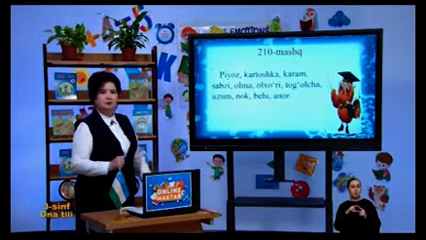 EMOTIONS
210-mashq
Piyoz, kartoshka, karam,
sabzi, olma, olxo'ri, tog'olcha,
uzum, nok, behi, anor
ONLINE
MAKTAB
3-sinf
Ona tili